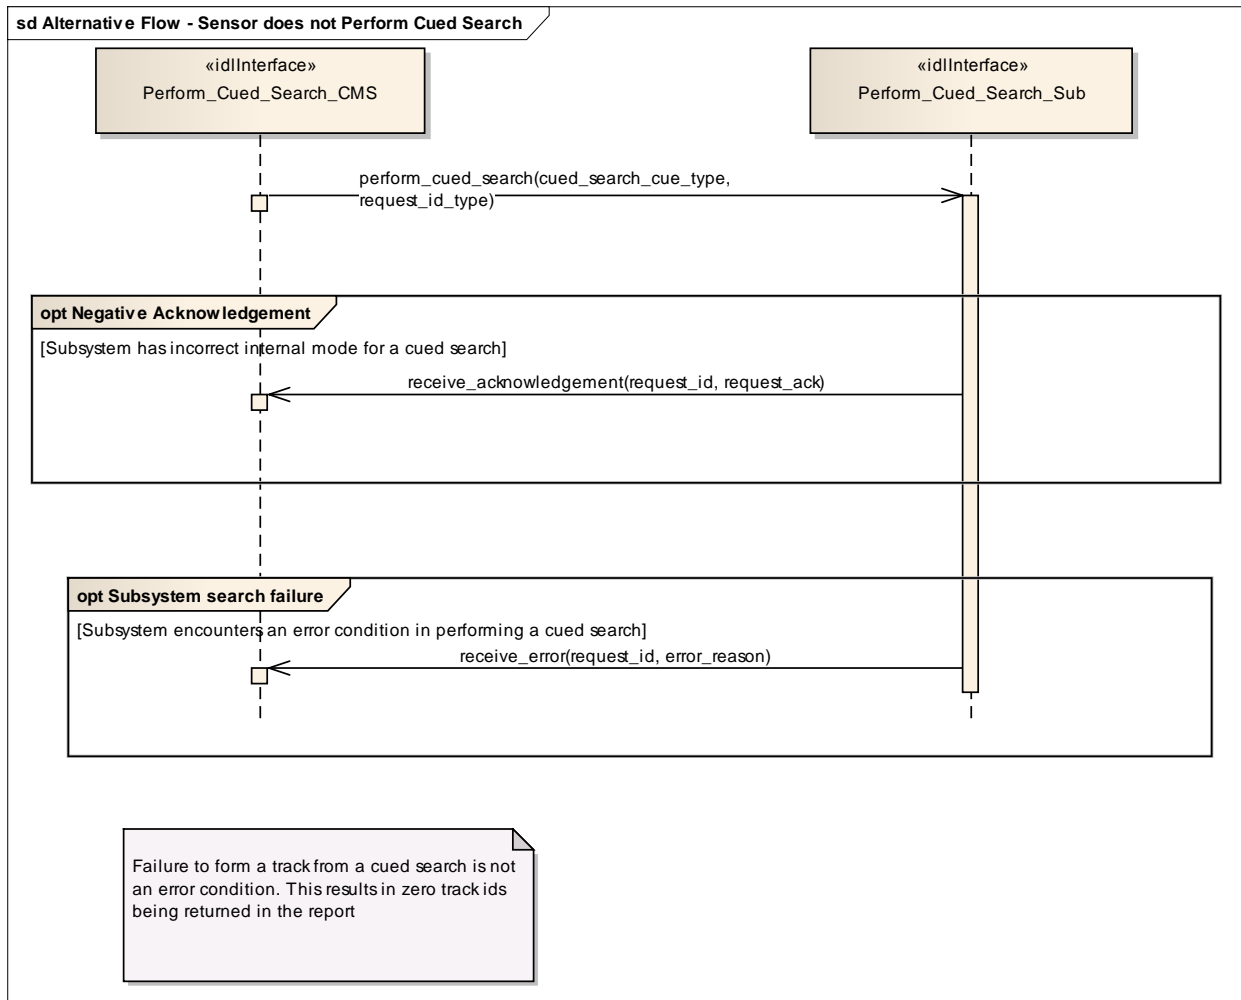 sd Alternative Flow - Sensor does not Perform Cued Search
«idlInterface»
Perform_Cued_Search_CMS
«idlInterface»
Perform_Cued_Search_Sub
perform_cued_search(cued_search_cue_type,
request_id_type)
opt Negative Acknowledgement
[Subsystem has incorrect internal mode for a cued search]
receive_acknowledgement(request_id, request_ack)
opt Subsystem search failure
[Subsystem encounters an error condition in performing a cued search]
receive_error(request_id, error_reason)
Failure to form a track from a cued search is not
an error condition. This results in zero track ids
being returned in the report